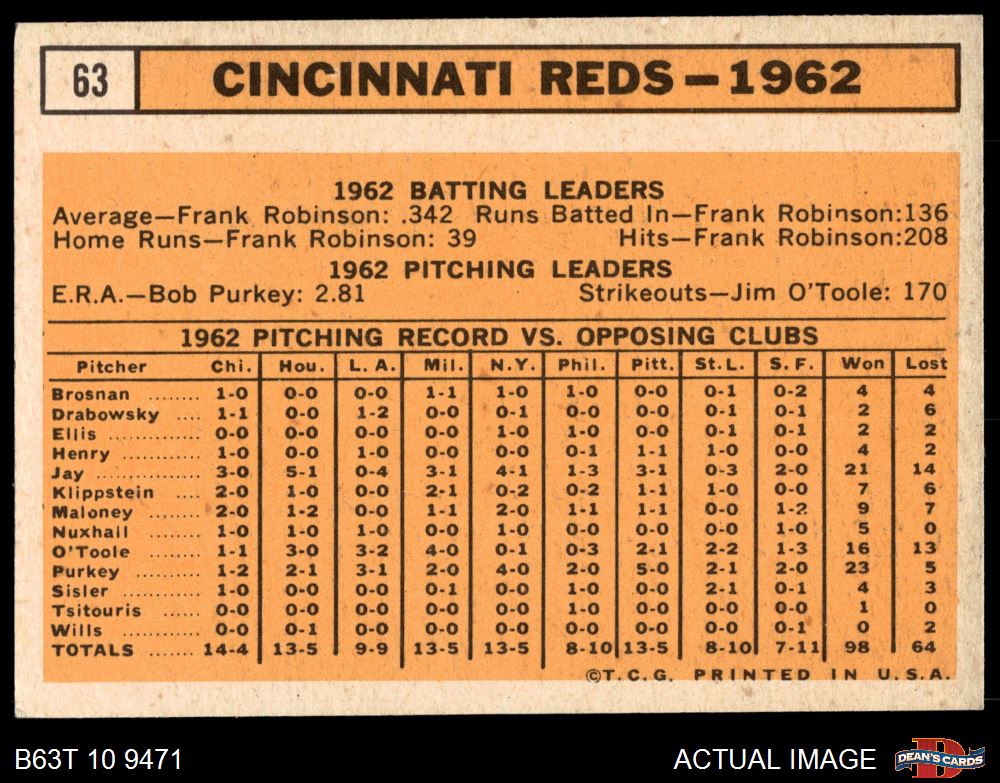 63
CINCINNATI REDS—1962
1962 BATTING LEADERS
Average—Frank Robinson: .342 Runs Batted In—Frank Robinson:136
Home Runs—Frank Robinson: 39 Hits—Frank Robinson:208
1962 PITCHING LEADERS
E.R.A.—Bob Purkey: 2.81 Strikeouts—Jim O'Toole: 170
1962 PITCHING RECORD VS. OPPOSING CLUBS
Pitcher Chi. Hou. L. A. Mil. N.Y. Phil. Pitt. St.L. S. F. Won Lost
Brosnan ........ 1-0 0-0 0-0 1-1 1-0 1-0 0-0 0-1 0-2 4 4
Drabowsky .... 1-1 0-0 1-2 0-0 0-1 0-0 0-0 0-1 0-1 2 6
Ellis .............. 0-0 0-0 0-0 0-0 1-0 1-0 0-0 0-1 0-1 2 2
Henry ........... 1-0 0-0 1-0 0-0 0-0 0-1 1-1 1-0 0-0 4 2
Jay ................ 3-0 5-1 0-4 3-1 4-1 1-3 3-1 0-3 2-0 21 14
Klippstein .... 2-0 1-0 0-0 2-1 0-2 0-2 1-1 1-0 0-0 7 6
Maloney ........ 2-0 1-2 0-0 1-1 2-0 1-1 1-1 0-0 1-2 9 7
Nuxhall ........ 1-0 1-0 1-0 0-0 1-0 0-0 0-0 0-0 1-0 5 0
O'Toole ........ 1-1 3-0 3-2 4-0 0-1 0-3 2-1 2-2 1-3 16 13
Purkey .......... 1-2 2-1 3-1 2-0 4-0 2-0 5-0 2-1 2-0 23 5
Sisler ............ 1-0 0-0 0-0 0-1 0-0 1-0 0-0 2-1 0-1 4 3
Tsitouris ...... 0-0 0-0 0-0 0-0 0-0 1-0 0-0 0-0 0-0 1 0
Wills ............ 0-0 0-1 0-0 0-0 0-0 0-0 0-0 0-0 0-1 0 2
TOTALS ....... 14-4 13-5 9-9 13-5 13-5 8-10 13-5 8-10 7-11 98 64
©T.C.G. PRINTED IN U.S.A.
B63T 10 9471 ACTUAL IMAGE D DEAN'S CARDS